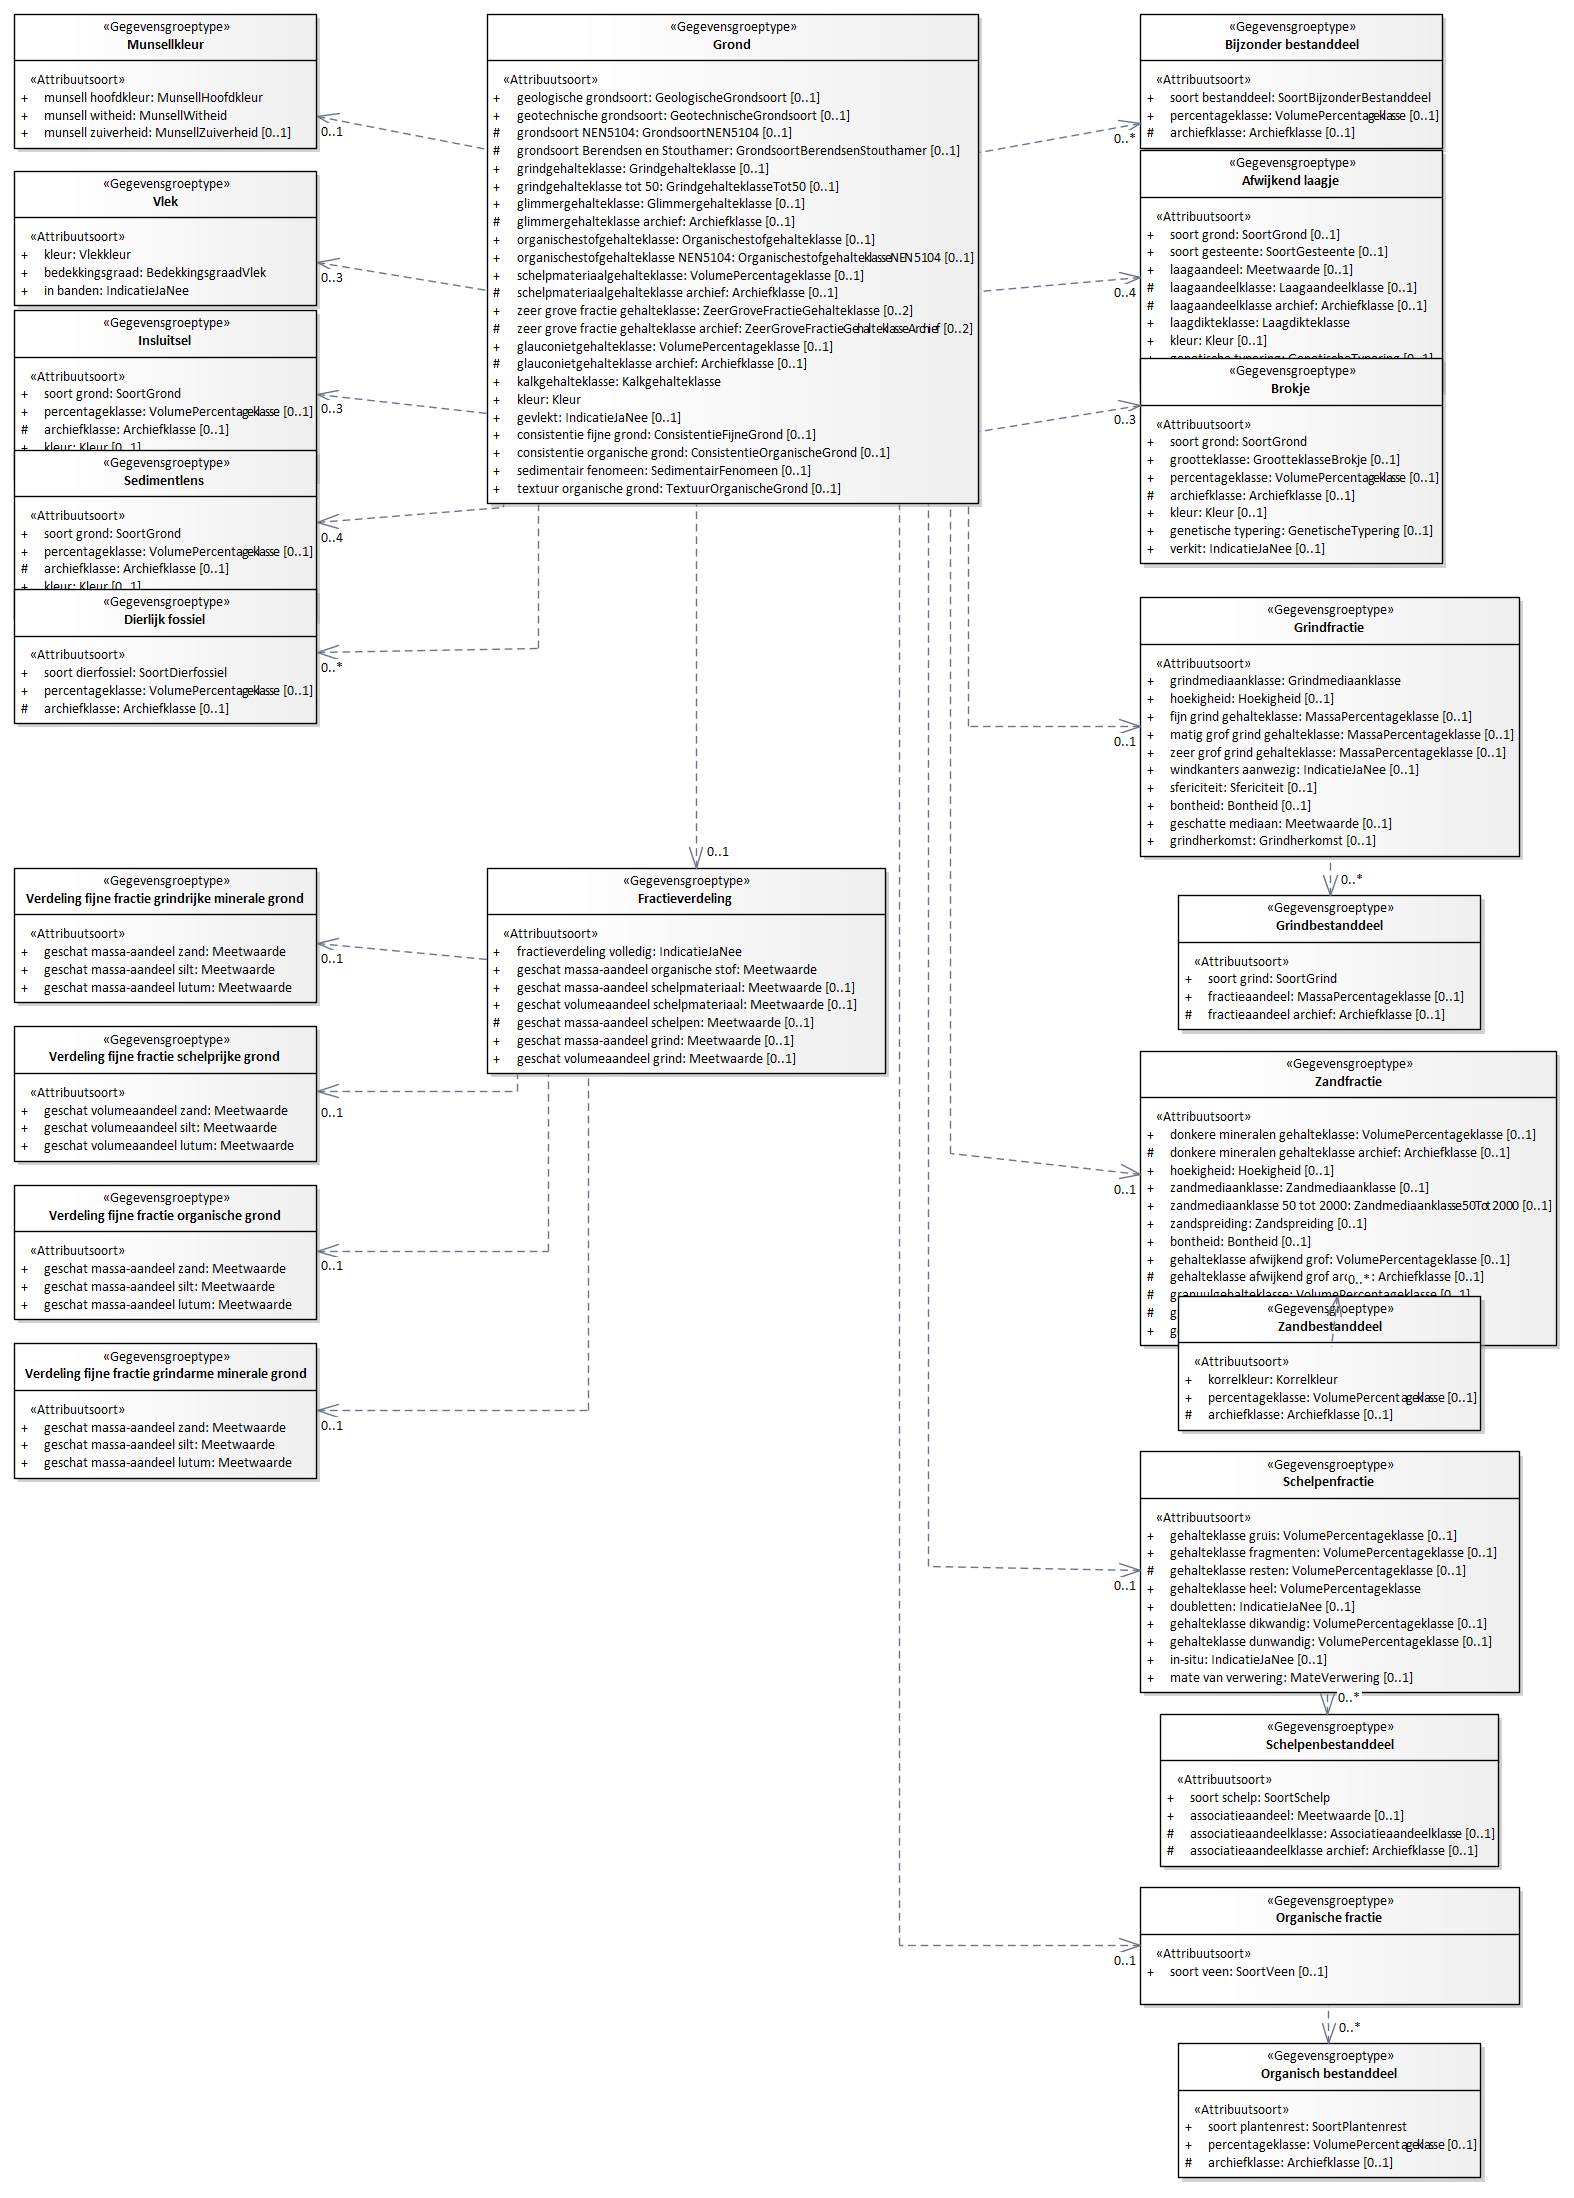 «Gegevensgroeptype»
Munsellkleur
«Attribuutsoort»
+ munsell hoofdkleur: MunsellHoofdkleur
+ munsell witheid: MunsellWitheid
+ munsell zuiverheid: MunsellZuiverheid [0..1]
0..1
«Gegevensgroeptype»
Vlek
«Attribuutsoort»
+ kleur: Vlekkleur
+ bedekkingsgraad: BedekkingsgraadVlek
+ in banden: IndicatieJaNee
0..3
«Gegevensgroeptype»
Insluitsel
«Attribuutsoort»
+ soort grond: SoortGrond
+ percentageklasse: VolumePercentageklasse [0..1]
# archiefklasse: Archiefklasse [0..1]
+ kleur: Kleur [0..1]
0..3
«Gegevensgroeptype»
Sedimentlens
«Attribuutsoort»
+ soort grond: SoortGrond
+ percentageklasse: VolumePercentageklasse [0..1]
# archiefklasse: Archiefklasse [0..1]
+ kleur: Kleur [0..1]
0..4
«Gegevensgroeptype»
Dierlijk fossiel
«Attribuutsoort»
+ soort dierfossiel: SoortDierfossiel
+ percentageklasse: VolumePercentageklasse [0..1]
# archiefklasse: Archiefklasse [0..1]
0..*
«Gegevensgroeptype»
Grond
«Attribuutsoort»
+ geologische grondsoort: GeologischeGrondsoort [0..1]
+ geotechnische grondsoort: GeotechnischeGrondsoort [0..1]
# grondsoort NEN5104: GrondsoortNEN5104 [0..1]
# grondsoort Berendsen en Stouthamer: GrondsoortBerendsenStouthamer [0..1]
+ grindgehalteklasse: Grindgehalteklasse [0..1]
+ grindgehalteklasse tot 50: GrindgehalteklasseTot50 [0..1]
+ glimmergehalteklasse: Glimmergehalteklasse [0..1]
# glimmergehalteklasse archief: Archiefklasse [0..1]
+ organischestofgehalteklasse: Organischestofgehalteklasse [0..1]
+ organischestofgehalteklasse NEN5104: OrganischestofgehalteklasseNEN5104 [0..1]
+ schelpmateriaalgehalteklasse: VolumePercentageklasse [0..1]
# schelpmateriaalgehalteklasse archief: Archiefklasse [0..1]
+ zeer grove fractie gehalteklasse: ZeerGroveFractieGehalteklasse [0..2]
# zeer grove fractie gehalteklasse archief: ZeerGroveFractieGehalteklasseArchief [0..2]
+ glauconietgehalteklasse: VolumePercentageklasse [0..1]
# glauconietgehalteklasse archief: Archiefklasse [0..1]
+ kalkgehalteklasse: Kalkgehalteklasse
+ kleur: Kleur
+ gevlekt: IndicatieJaNee [0..1]
+ consistentie fijne grond: ConsistentieFijneGrond [0..1]
+ consistentie organische grond: ConsistentieOrganischeGrond [0..1]
+ sedimentair fenomeen: SedimentairFenomeen [0..1]
+ textuur organische grond: TextuurOrganischeGrond [0..1]
«Gegevensgroeptype»
Bijzonder bestanddeel
«Attribuutsoort»
+ soort bestanddeel: SoortBijzonderBestanddeel
+ percentageklasse: VolumePercentageklasse [0..1]
# archiefklasse: Archiefklasse [0..1]
0..*
«Gegevensgroeptype»
Afwijkend laagje
«Attribuutsoort»
+ soort grond: SoortGrond [0..1]
+ soort gesteente: SoortGesteente [0..1]
+ laagaandeel: Meetwaarde [0..1]
# laagaandeelklasse: Laagaandeelklasse [0..1]
# laagaandeelklasse archief: Archiefklasse [0..1]
+ laagdikteklasse: Laagdikteklasse
+ kleur: Kleur [0..1]
+ genetische typering: GenetischeTypering [0..1]
0..4
«Gegevensgroeptype»
Brokje
«Attribuutsoort»
+ soort grond: SoortGrond
+ grootteklasse: GrootteklasseBrokje [0..1]
+ percentageklasse: VolumePercentageklasse [0..1]
# archiefklasse: Archiefklasse [0..1]
+ kleur: Kleur [0..1]
+ genetische typering: GenetischeTypering [0..1]
+ verkit: IndicatieJaNee [0..1]
0..3
«Gegevensgroeptype»
Grindfractie
«Attribuutsoort»
+ grindmediaanklasse: Grindmediaanklasse
+ hoekigheid: Hoekigheid [0..1]
+ fijn grind gehalteklasse: MassaPercentageklasse [0..1]
+ matig grof grind gehalteklasse: MassaPercentageklasse [0..1]
+ zeer grof grind gehalteklasse: MassaPercentageklasse [0..1]
+ windkanters aanwezig: IndicatieJaNee [0..1]
+ sfericiteit: Sfericiteit [0..1]
+ bontheid: Bontheid [0..1]
+ geschatte mediaan: Meetwaarde [0..1]
+ grindherkomst: Grindherkomst [0..1]
0..1
0..*
«Gegevensgroeptype»
Grindbestanddeel
«Attribuutsoort»
+ soort grind: SoortGrind
+ fractieaandeel: MassaPercentageklasse [0..1]
# fractieaandeel archief: Archiefklasse [0..1]
0..1
«Gegevensgroeptype»
Fractieverdeling
«Attribuutsoort»
+ fractieverdeling volledig: IndicatieJaNee
+ geschat massa-aandeel organische stof: Meetwaarde
+ geschat massa-aandeel schelpmateriaal: Meetwaarde [0..1]
+ geschat volumeaandeel schelpmateriaal: Meetwaarde [0..1]
# geschat massa-aandeel schelpen: Meetwaarde [0..1]
+ geschat massa-aandeel grind: Meetwaarde [0..1]
+ geschat volumeaandeel grind: Meetwaarde [0..1]
«Gegevensgroeptype»
Verdeling fijne fractie grindrijke minerale grond
«Attribuutsoort»
+ geschat massa-aandeel zand: Meetwaarde
+ geschat massa-aandeel silt: Meetwaarde
+ geschat massa-aandeel lutum: Meetwaarde
0..1
«Gegevensgroeptype»
Verdeling fijne fractie schelprijke grond
«Attribuutsoort»
+ geschat volumeaandeel zand: Meetwaarde
+ geschat volumeaandeel silt: Meetwaarde
+ geschat volumeaandeel lutum: Meetwaarde
0..1
«Gegevensgroeptype»
Verdeling fijne fractie organische grond
«Attribuutsoort»
+ geschat massa-aandeel zand: Meetwaarde
+ geschat massa-aandeel silt: Meetwaarde
+ geschat massa-aandeel lutum: Meetwaarde
0..1
«Gegevensgroeptype»
Verdeling fijne fractie grindarme minerale grond
«Attribuutsoort»
+ geschat massa-aandeel zand: Meetwaarde
+ geschat massa-aandeel silt: Meetwaarde
+ geschat massa-aandeel lutum: Meetwaarde
0..1
«Gegevensgroeptype»
Zandfractie
«Attribuutsoort»
+ donkere mineralen gehalteklasse: VolumePercentageklasse [0..1]
# donkere mineralen gehalteklasse archief: Archiefklasse [0..1]
+ hoekigheid: Hoekigheid [0..1]
+ zandmediaanklasse: Zandmediaanklasse [0..1]
+ zandmediaanklasse 50 tot 2000: Zandmediaanklasse50Tot2000 [0..1]
+ zandspreiding: Zandspreiding [0..1]
+ bontheid: Bontheid [0..1]
+ gehalteklasse afwijkend grof: VolumePercentageklasse [0..1]
# gehalteklasse afwijkend grof ar : Archiefklasse [0..1]
# granuulgehalteklasse: VolumePercentageklasse [0..1]
# g
+ g
0..1
0..*
«Gegevensgroeptype»
Zandbestanddeel
«Attribuutsoort»
+ korrelkleur: Korrelkleur
+ percentageklasse: VolumePercentageklasse [0..1]
# archiefklasse: Archiefklasse [0..1]
«Gegevensgroeptype»
Schelpenfractie
«Attribuutsoort»
+ gehalteklasse gruis: VolumePercentageklasse [0..1]
+ gehalteklasse fragmenten: VolumePercentageklasse [0..1]
# gehalteklasse resten: VolumePercentageklasse [0..1]
+ gehalteklasse heel: VolumePercentageklasse
+ doubletten: IndicatieJaNee [0..1]
+ gehalteklasse dikwandig: VolumePercentageklasse [0..1]
+ gehalteklasse dunwandig: VolumePercentageklasse [0..1]
+ in-situ: IndicatieJaNee [0..1]
+ mate van verwering: MateVerwering [0..1]
0..1
0..*
«Gegevensgroeptype»
Schelpenbestanddeel
«Attribuutsoort»
+ soort schelp: SoortSchelp
+ associatieaandeel: Meetwaarde [0..1]
# associatieaandeelklasse: Associatieaandeelklasse [0..1]
# associatieaandeelklasse archief: Archiefklasse [0..1]
«Gegevensgroeptype»
Organische fractie
«Attribuutsoort»
+ soort veen: SoortVeen [0..1]
0..1
0..*
«Gegevensgroeptype»
Organisch bestanddeel
«Attribuutsoort»
+ soort plantenrest: SoortPlantenrest
+ percentageklasse: VolumePercentageklasse [0..1]
# archiefklasse: Archiefklasse [0..1]